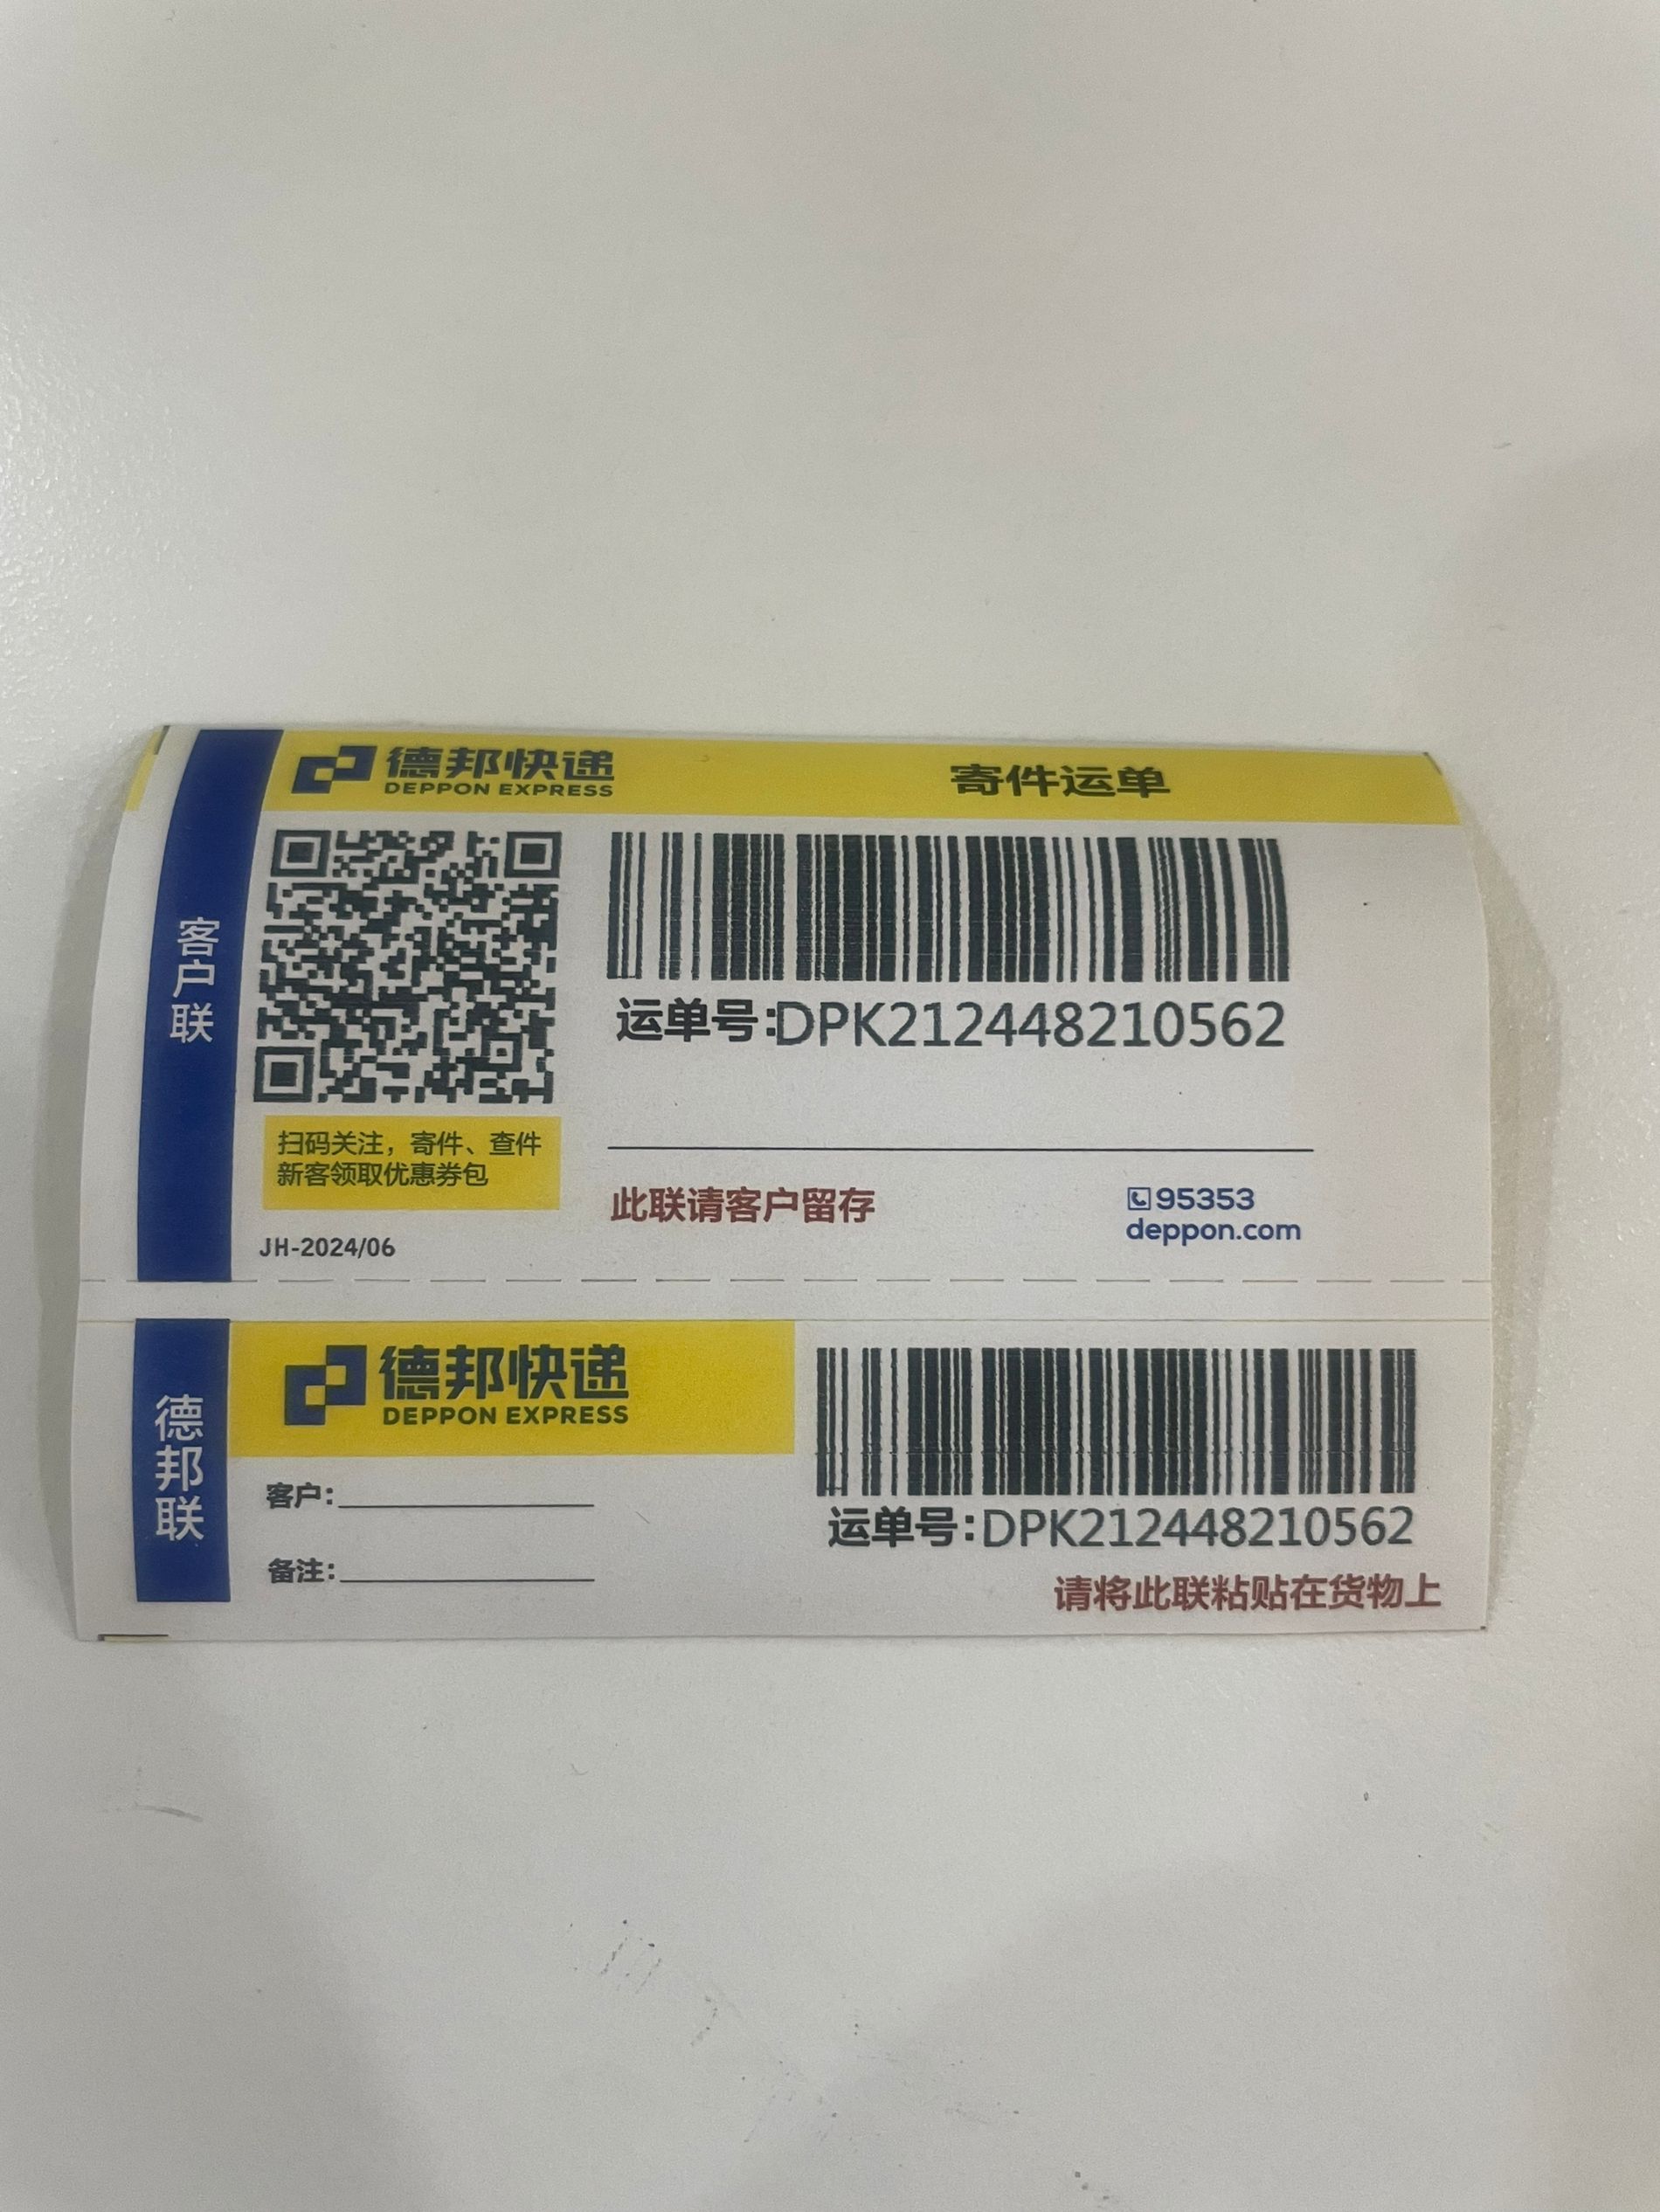 德邦快递
DEPPON EXPRESS
寄件运单
客户联
运单号:DPK212448210562
扫码关注，寄件、查件
新客领取优惠券包
此联请客户留存
95353
deppon.com
JH-2024/06
德邦联
德邦快递
DEPPON EXPRESS
客户:
备注:
运单号:DPK212448210562
请将此联粘贴在货物上